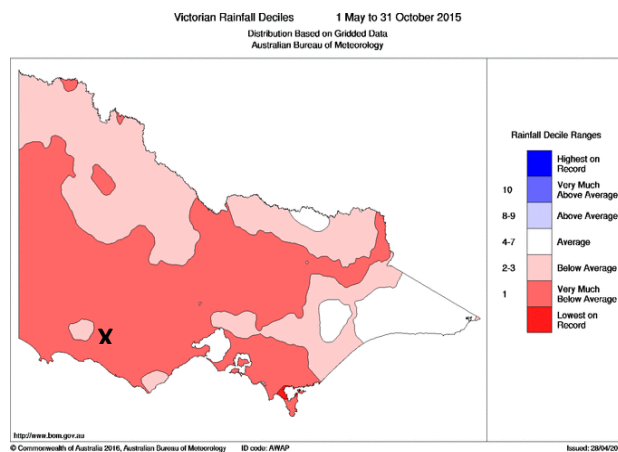 Victorian Rainfall Deciles 1 May to 31 October 2015
Distribution Based on Gridded Data
Australian Bureau of Meteorology
Rainfall Decile Ranges
Highest on
Record
10 Very Much
Above Average
8-9 Above Average
4-7 Average
2-3 Below Average
1 Very Much
Below Average
Lowest on
Record
X
http://www.bom.gov.au
© Commonwealth of Australia 2016, Australian Bureau of Meteorology ID code: AWAP Issued: 28/04/20